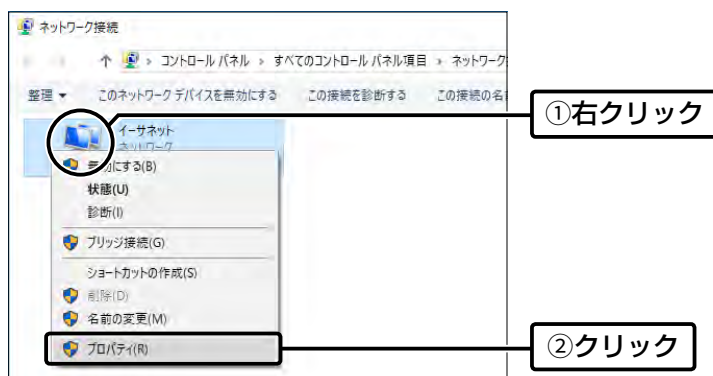 ネットワーク接続
コントロール パネル > すべてのコントロール パネル項目 > ネットワーク
整理 このネットワーク デバイスを無効にする この接続を診断する この接続の名前
①右クリック
イーサネット
ネットワーク
無効にする(B)
状態(U)
診断(I)
ブリッジ接続(G)
ショートカットの作成(S)
削除(D)
名前の変更(M)
プロパティ(R)
②クリック